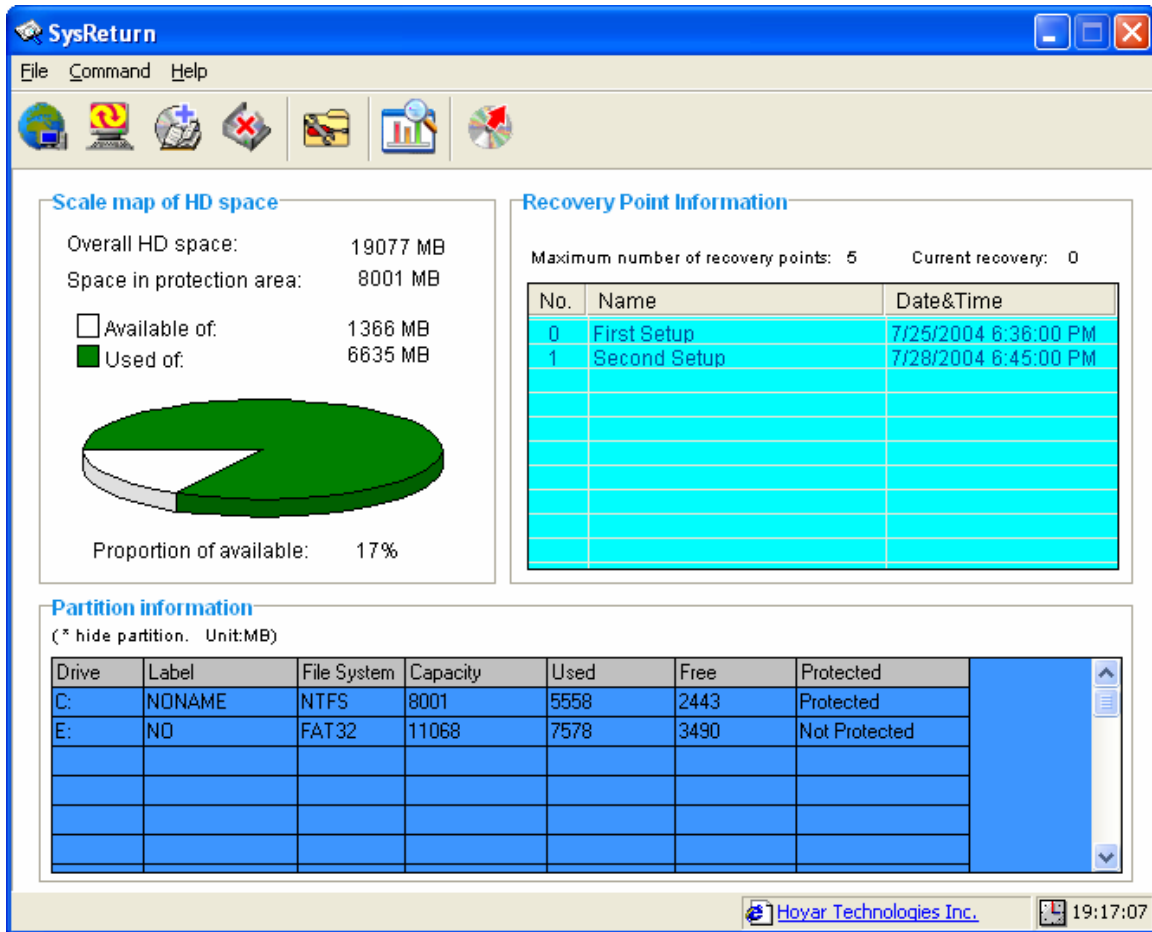 SysReturn
File Command Help
Scale map of HD space
Overall HD space: 19077 MB
Space in protection area: 8001 MB
Available of: 1366 MB
Used of: 6635 MB
Proportion of available: 17%
Recovery Point Information
Maximum number of recovery points: 5 Current recovery: 0
No. Name Date&Time
0 First Setup 7/25/2004 6:36:00 PM
1 Second Setup 7/28/2004 6:45:00 PM
Partition information
(* hide partition. Unit:MB)
Drive Label File System Capacity Used Free Protected
C: NONAME NTFS 8001 5558 2443 Protected
E: NO FAT32 11068 7578 3490 Not Protected
Hoyar Technologies Inc. 19:17:07